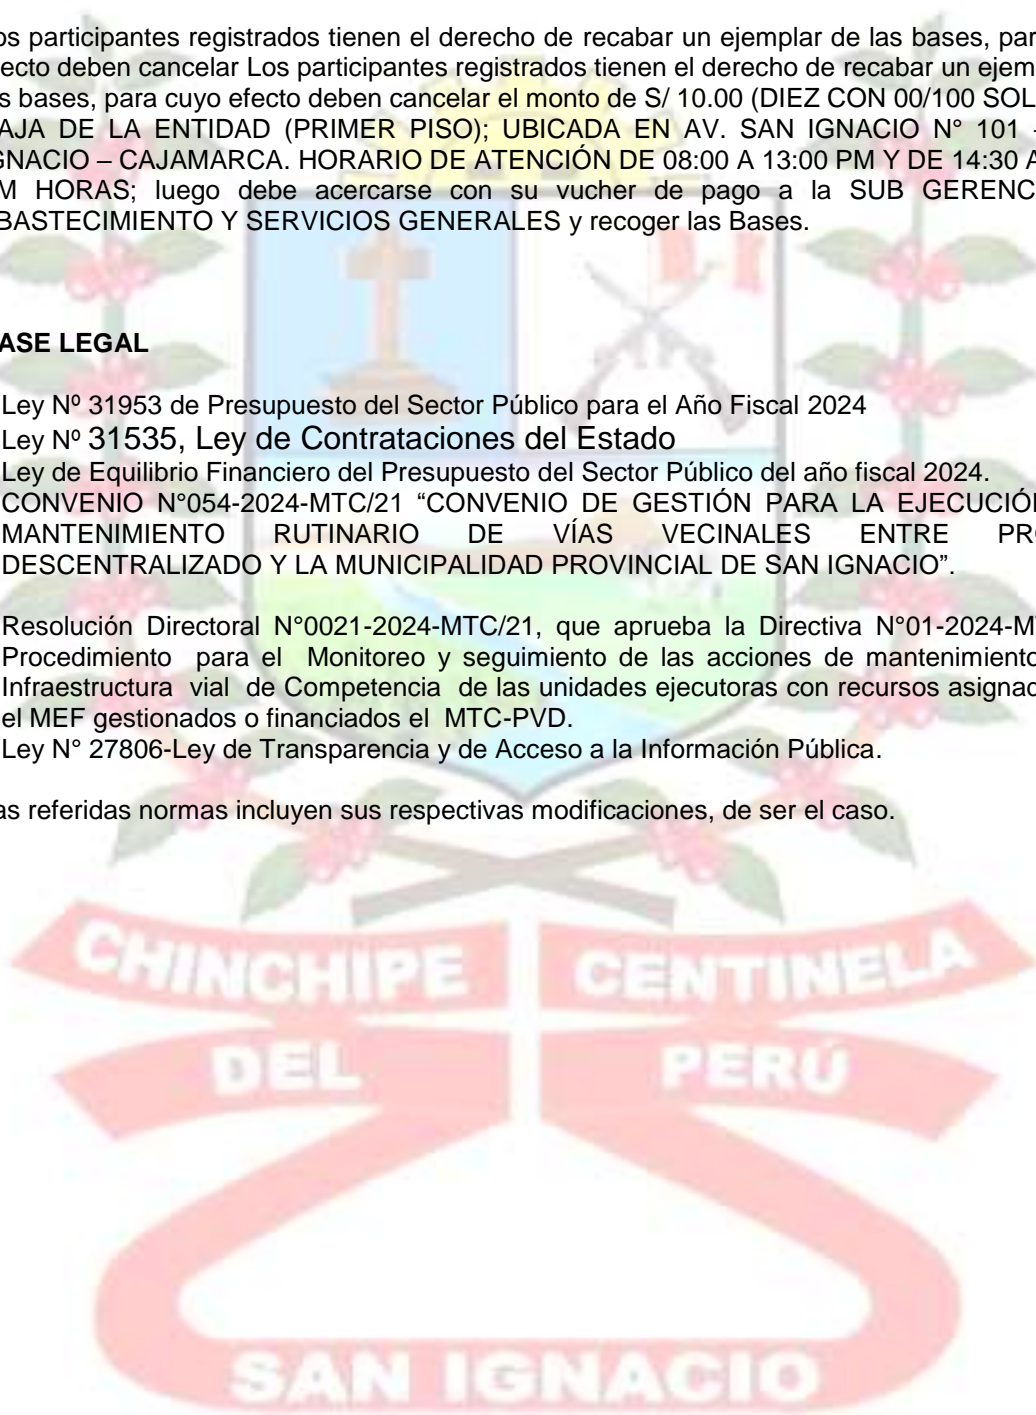 os participantes registrados tienen el derecho de recabar un ejemplar de las bases, par
ecto deben cancelar Los participantes registrados tienen el derecho de recabar un ejem
s bases, para cuyo efecto deben cancelar el monto de S/ 10.00 (DIEZ CON 00/100 SOL
AJA DE LA ENTIDAD (PRIMER PISO); UBICADA EN AV. SAN IGNACIO N° 101 -
GNACIO – CAJAMARCA. HORARIO DE ATENCIÓN DE 08:00 A 13:00 PM Y DE 14:30 A
M HORAS; luego debe acercarse con su vucher de pago a la SUB GERENC
BASTECIMIENTO Y SERVICIOS GENERALES y recoger las Bases.
ASE LEGAL
Ley Nº 31953 de Presupuesto del Sector Público para el Año Fiscal 2024
Ley Nº 31535, Ley de Contrataciones del Estado
Ley de Equilibrio Financiero del Presupuesto del Sector Público del año fiscal 2024.
CONVENIO N°054-2024-MTC/21 “CONVENIO DE GESTIÓN PARA LA EJECUCIÓN
MANTENIMIENTO RUTINARIO DE VÍAS VECINALES ENTRE PRO
DESCENTRALIZADO Y LA MUNICIPALIDAD PROVINCIAL DE SAN IGNACIO”.
Resolución Directoral N°0021-2024-MTC/21, que aprueba la Directiva N°01-2024-M
Procedimiento para el Monitoreo y seguimiento de las acciones de mantenimiento
Infraestructura vial de Competencia de las unidades ejecutoras con recursos asignad
el MEF gestionados o financiados el MTC-PVD.
Ley N° 27806-Ley de Transparencia y de Acceso a la Información Pública.
as referidas normas incluyen sus respectivas modificaciones, de ser el caso.
CHINCHIPE CENTINELA
DEL PERÚ
SAN IGNACIO